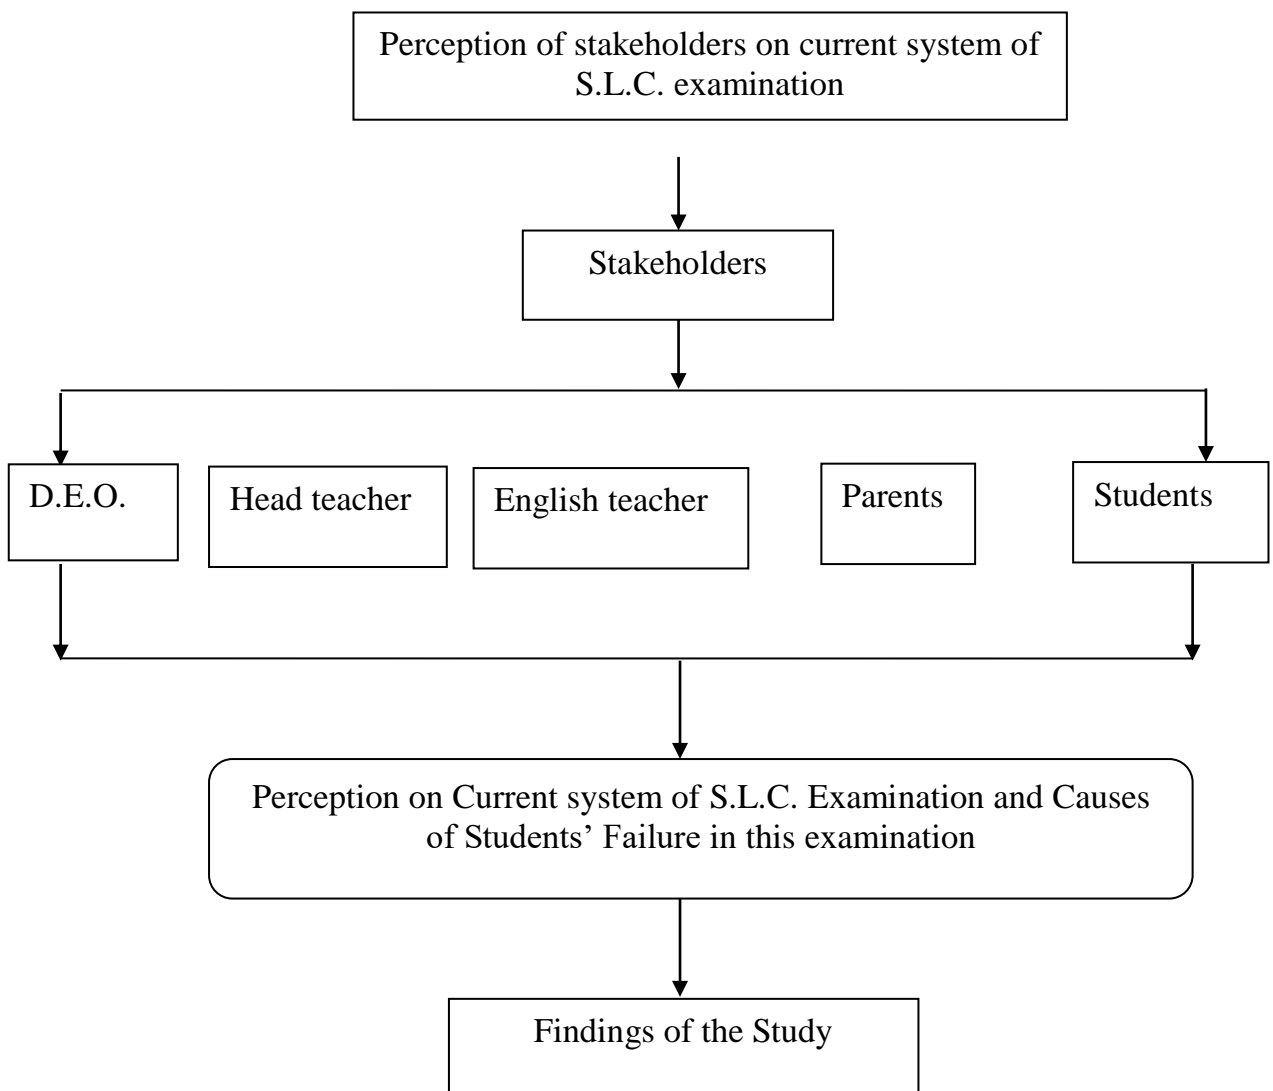 Perception of stakeholders on current system of
S.L.C. examination
Stakeholders
D.E.O.
Head teacher
English teacher
Parents
Students
Perception on Current system of S.L.C. Examination and Causes
of Students’ Failure in this examination
Findings of the Study